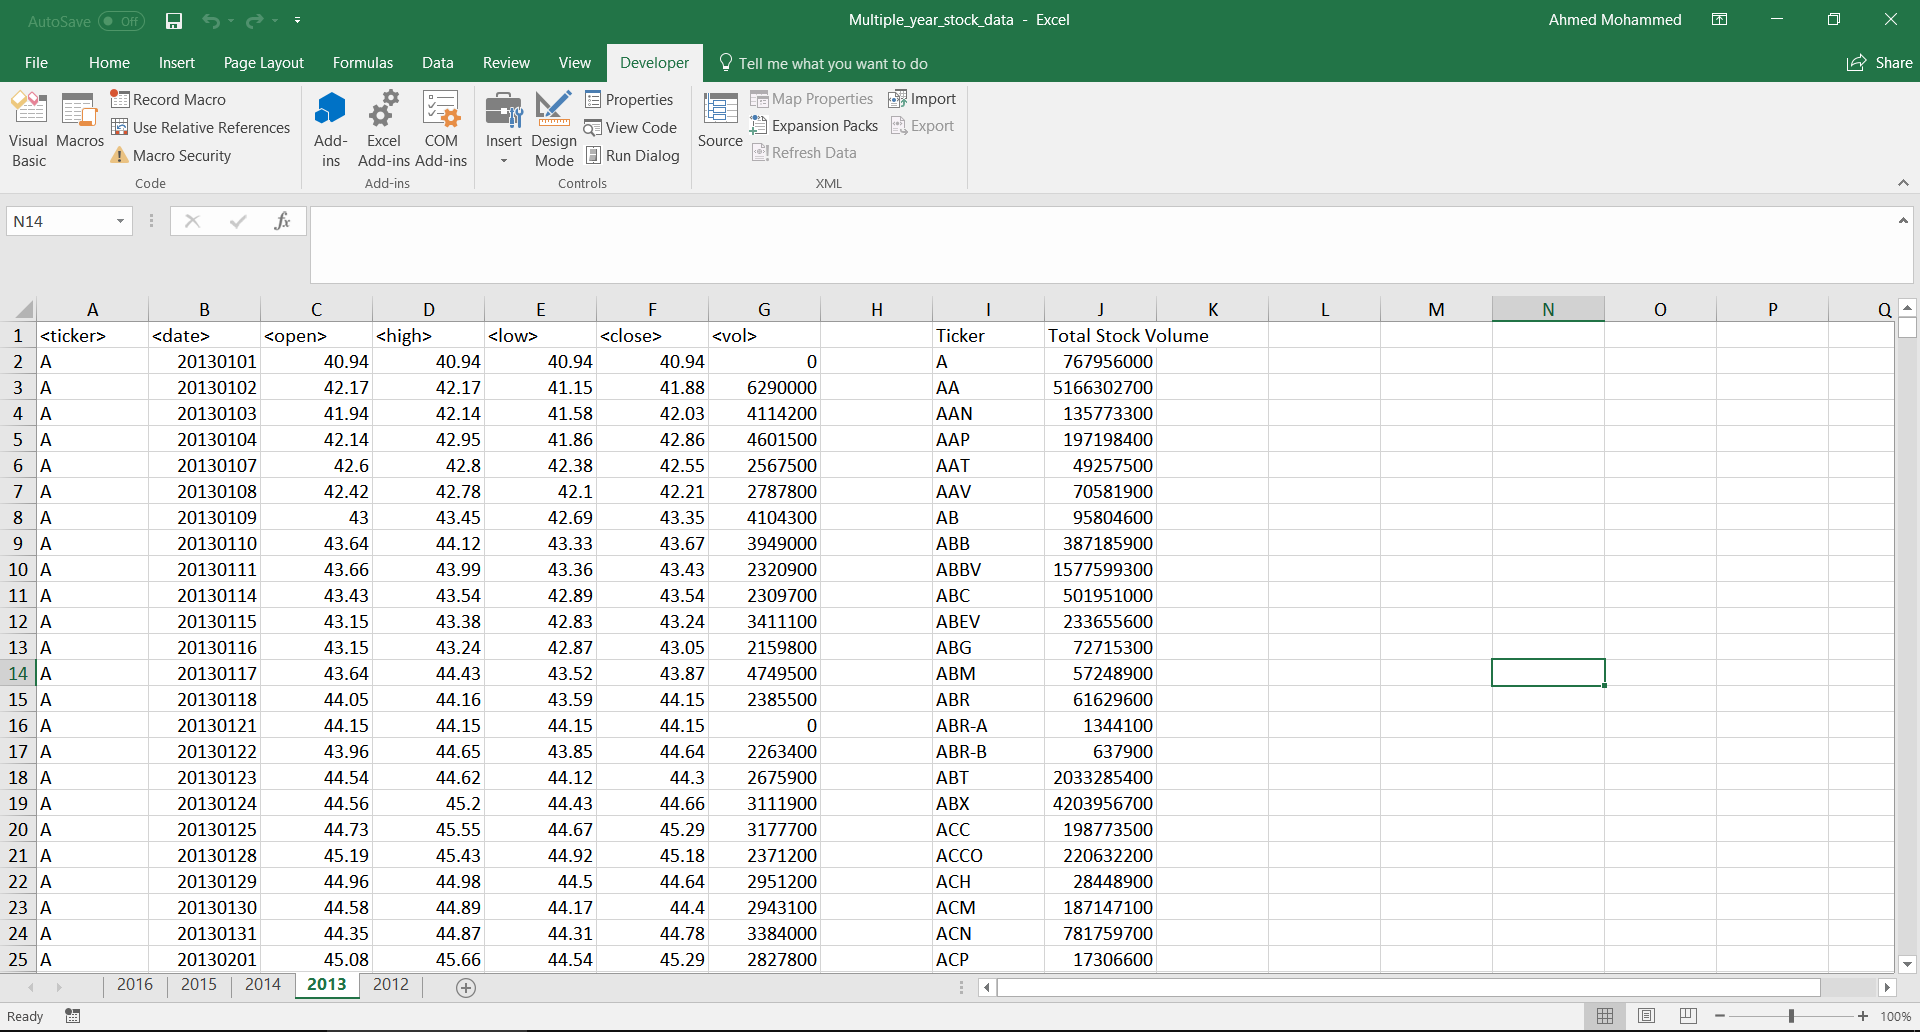 AutoSave Off Multiple_year_stock_data - Excel Ahmed Mohammed
File Home Insert Page Layout Formulas Data Review View Developer Tell me what you want to do Share
Visual Basic
Macros
Record Macro
Use Relative References
Macro Security
Code
Add-ins
Excel Add-ins
COM Add-ins
Add-ins
Insert
Design Mode
Properties
View Code
Run Dialog
Controls
Source
Map Properties
Expansion Packs
Refresh Data
Import
Export
XML
N14 fx
A B C D E F G H I J K L M N O P Q
1 <ticker> <date> <open> <high> <low> <close> <vol> Ticker Total Stock Volume
2 A 20130101 40.94 40.94 40.94 40.94 0 A 767956000
3 A 20130102 42.17 42.17 41.15 41.88 6290000 AA 5166302700
4 A 20130103 41.94 42.14 41.58 42.03 4114200 AAN 135773300
5 A 20130104 42.14 42.95 41.86 42.86 4601500 AAP 197198400
6 A 20130107 42.6 42.8 42.38 42.55 2567500 AAT 49257500
7 A 20130108 42.42 42.78 42.1 42.21 2787800 AAV 70581900
8 A 20130109 43 43.45 42.69 43.35 4104300 AB 95804600
9 A 20130110 43.64 44.12 43.33 43.67 3949000 ABB 387185900
10 A 20130111 43.66 43.99 43.36 43.43 2320900 ABBV 1577599300
11 A 20130114 43.43 43.54 42.89 43.54 2309700 ABC 501951000
12 A 20130115 43.15 43.38 42.83 43.24 3411100 ABEV 233655600
13 A 20130116 43.15 43.24 42.87 43.05 2159800 ABG 72715300
14 A 20130117 43.64 44.43 43.52 43.87 4749500 ABM 57248900
15 A 20130118 44.05 44.16 43.59 44.15 2385500 ABR 61629600
16 A 20130121 44.15 44.15 44.15 44.15 0 ABR-A 1344100
17 A 20130122 43.96 44.65 43.85 44.64 2263400 ABR-B 637900
18 A 20130123 44.54 44.62 44.12 44.3 2675900 ABT 2033285400
19 A 20130124 44.56 45.2 44.43 44.66 3111900 ABX 4203956700
20 A 20130125 44.73 45.55 44.67 45.29 3177700 ACC 198773500
21 A 20130128 45.19 45.43 44.92 45.18 2371200 ACCO 220632200
22 A 20130129 44.96 44.98 44.5 44.64 2951200 ACH 28448900
23 A 20130130 44.58 44.89 44.17 44.4 2943100 ACM 187147100
24 A 20130131 44.35 44.87 44.31 44.78 3384000 ACN 781759700
25 A 20130201 45.08 45.66 44.54 45.29 2827800 ACP 17306600
2016 2015 2014 2013 2012
Ready 100%